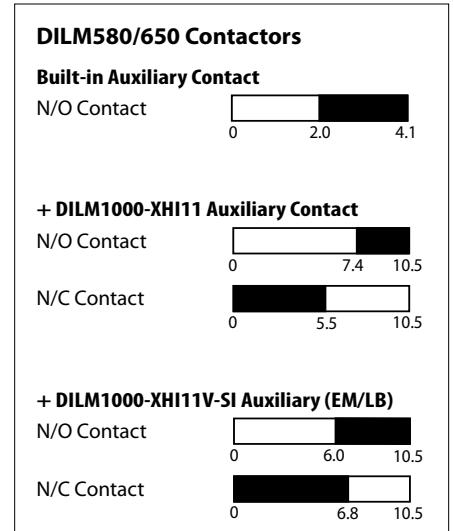 DILM580/650 Contactors
Built-in Auxiliary Contact
N/O Contact
0 2.0 4.1
+ DILM1000-XHI11 Auxiliary Contact
N/O Contact
0 7.4 10.5
N/C Contact
0 5.5 10.5
+ DILM1000-XHI11V-SI Auxiliary (EM/LB)
N/O Contact
0 6.0 10.5
N/C Contact
0 6.8 10.5